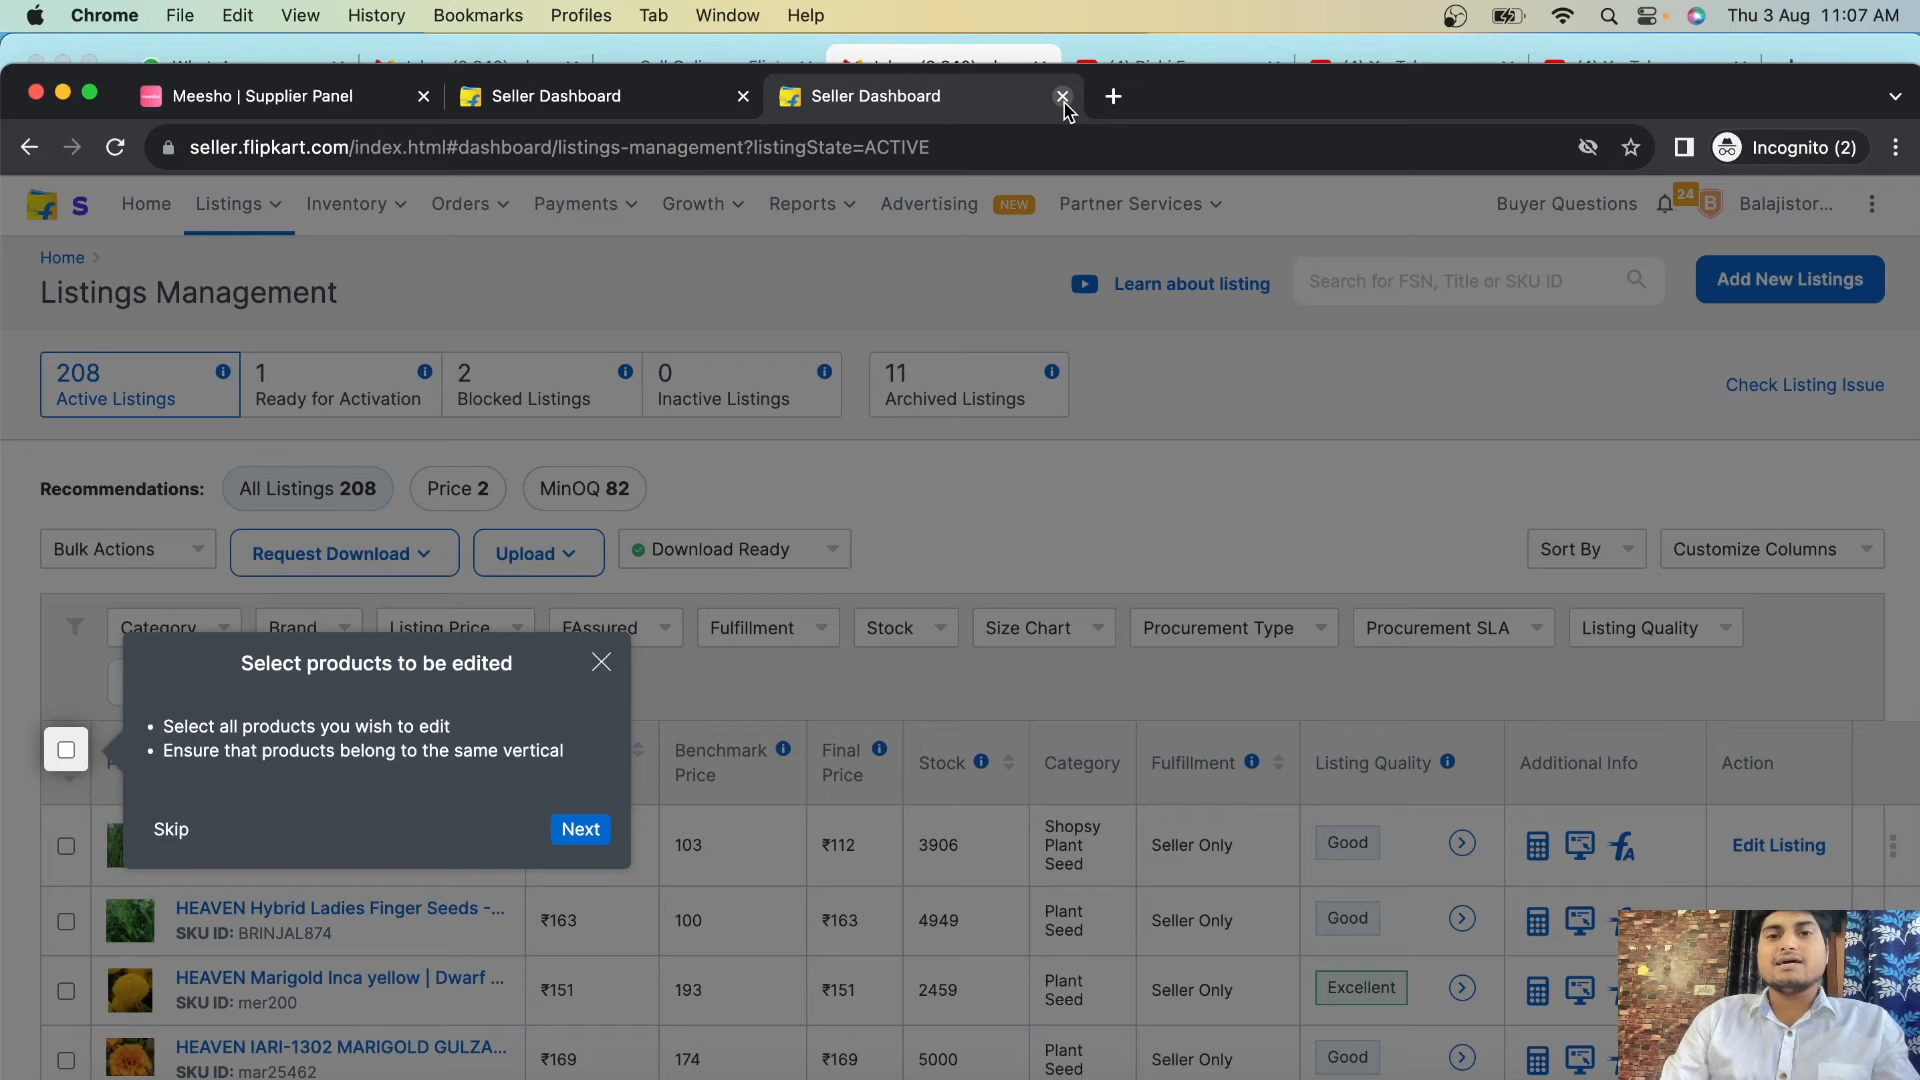 Chrome File Edit View History Bookmarks Profiles Tab Window Help Thu 3 Aug 11:07 AM
Meesho | Supplier Panel Seller Dashboard Seller Dashboard
seller.flipkart.com/index.html#dashboard/listings-management?listingState=ACTIVE Incognito (2)
S Home Listings Inventory Orders Payments Growth Reports Advertising NEW Partner Services Buyer Questions 24 B Balajistor...
Home
Listings Management
Learn about listing Search for FSN, Title or SKU ID Add New Listings
208 1 2 0 11
Active Listings Ready for Activation Blocked Listings Inactive Listings Archived Listings Check Listing Issue
Recommendations: All Listings 208 Price 2 MinOQ 82
Bulk Actions Request Download Upload Download Ready Sort By Customize Columns
Category Brand Listing Price FAssured Fulfillment Stock Size Chart Procurement Type Procurement SLA Listing Quality
Select products to be edited
• Select all products you wish to edit
• Ensure that products belong to the same vertical
Skip Next
Benchmark Price Final Price Stock Category Fulfillment Listing Quality Additional Info Action
103 ₹112 3906 Shopsy Plant Seed Seller Only Good Edit Listing
HEAVEN Hybrid Ladies Finger Seeds -... ₹163 100 ₹163 4949 Plant Seed Seller Only Good
SKU ID: BRINJAL874
HEAVEN Marigold Inca yellow | Dwarf ... ₹151 193 ₹151 2459 Plant Seed Seller Only Excellent
SKU ID: mer200
HEAVEN IARI-1302 MARIGOLD GULZA... ₹169 174 ₹169 5000 Plant Seed Seller Only Good
SKU ID: mar25462